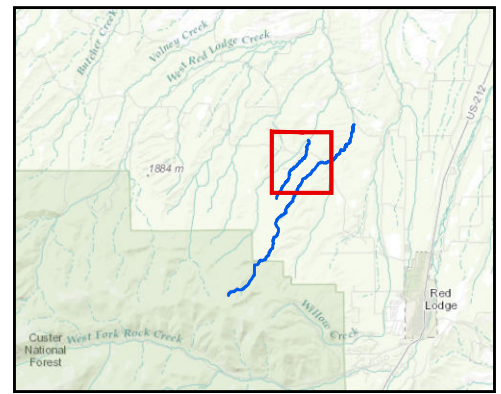 Butcher Creek
Volney Creek
West Red Lodge Creek
US-212
1884 m
Red
Lodge
Willow Creek
Custer
National
Forest
West Fork Rock Creek